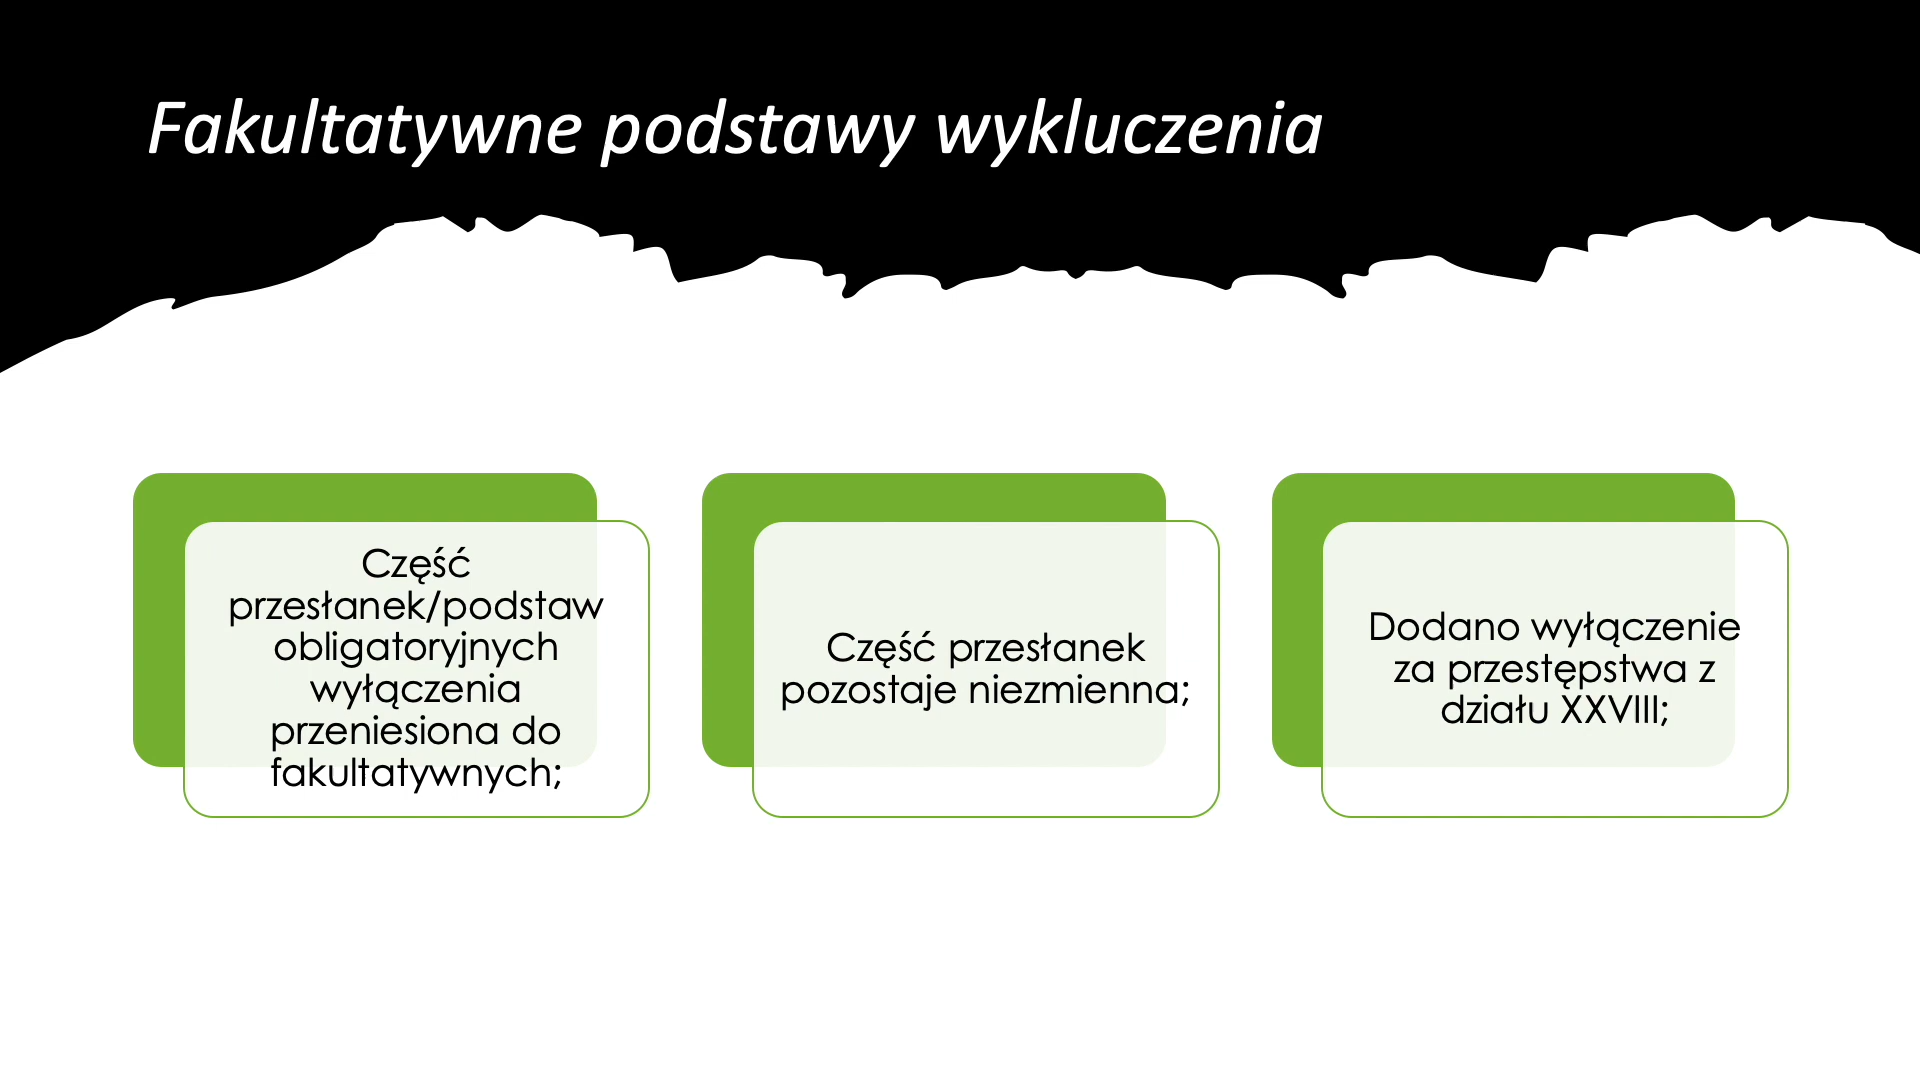 Fakultatywne podstawy wykluczenia
Część
przesłanek/podstaw
obligatoryjnych
wyłączenia
przeniesiona do
fakultatywnych;
Część przesłanek
pozostaje niezmienna;
Dodano wyłączenie
za przestępstwa z
działu XXVIII;